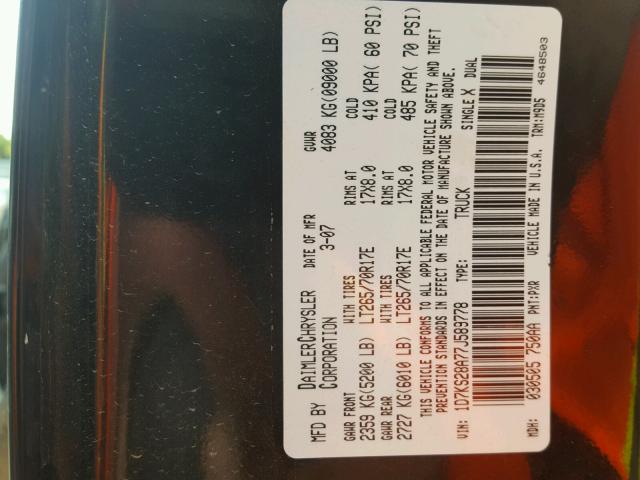 MFD BY DAIMLERCHRYSLER CORPORATION DATE OF MFR 3-07 GVWR 4083 KG(09000 LB)
GAWR FRONT WITH TIRES RIMS AT COLD
2359 KG(5200 LB) LT265/70R17E 17X8.0 410 KPA( 60 PSI)
GAWR REAR WITH TIRES RIMS AT COLD
2727 KG(6010 LB) LT265/70R17E 17X8.0 485 KPA( 70 PSI)
THIS VEHICLE CONFORMS TO ALL APPLICABLE FEDERAL MOTOR VEHICLE SAFETY AND THEFT
PREVENTION STANDARDS IN EFFECT ON THE DATE OF MANUFACTURE SHOWN ABOVE.
VIN: 1D7KS28A77J589778 TYPE: TRUCK SINGLE X DUAL
MDH: 030505 750AA PNT:PXR VEHICLE MADE IN U.S.A. TRM:M9D5
4648503